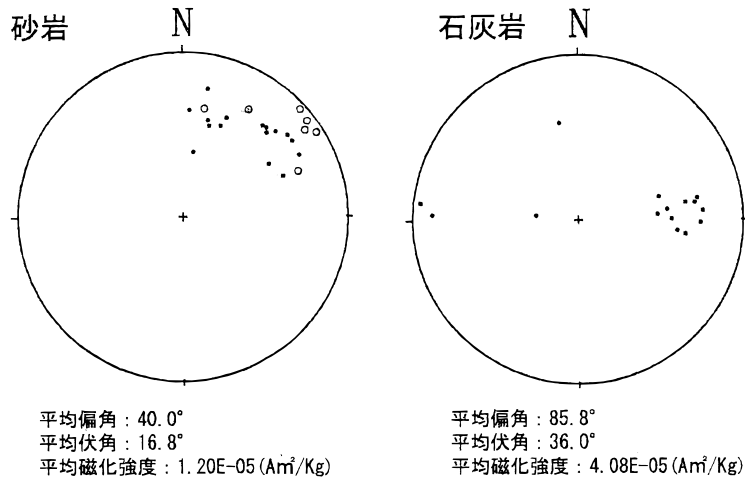 砂岩
N
石灰岩
N
平均偏角：40.0°
平均伏角：16.8°
平均磁化強度：1.20E-05(A㎡/Kg)
平均偏角：85.8°
平均伏角：36.0°
平均磁化強度：4.08E-05(A㎡/Kg)